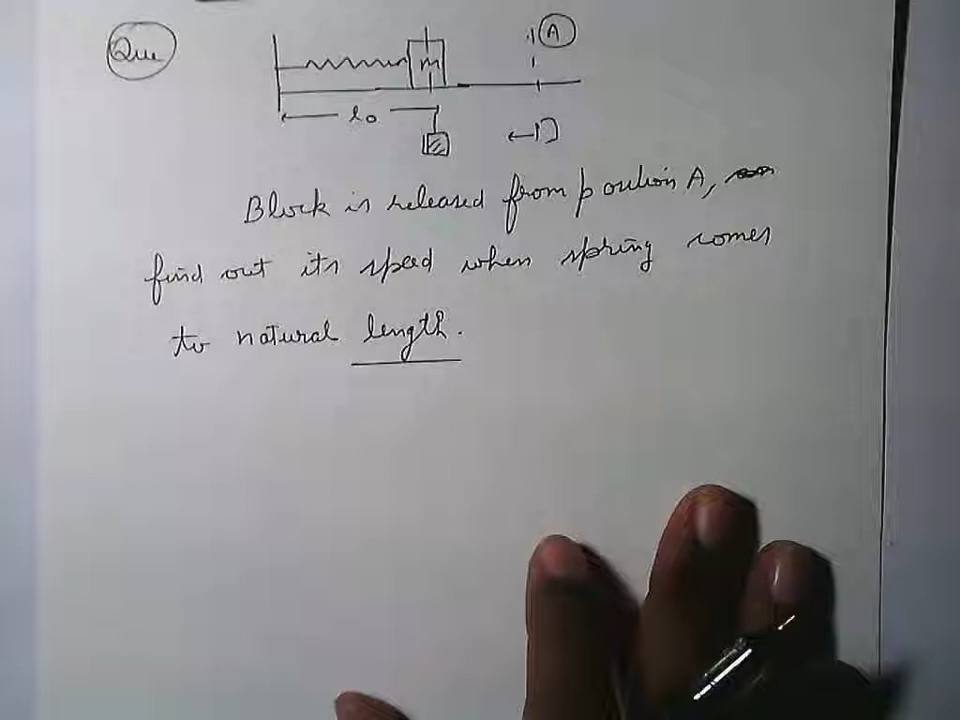 Que
A
m
l0
Block is released from position A,
find out its speed when spring comes
to natural length.